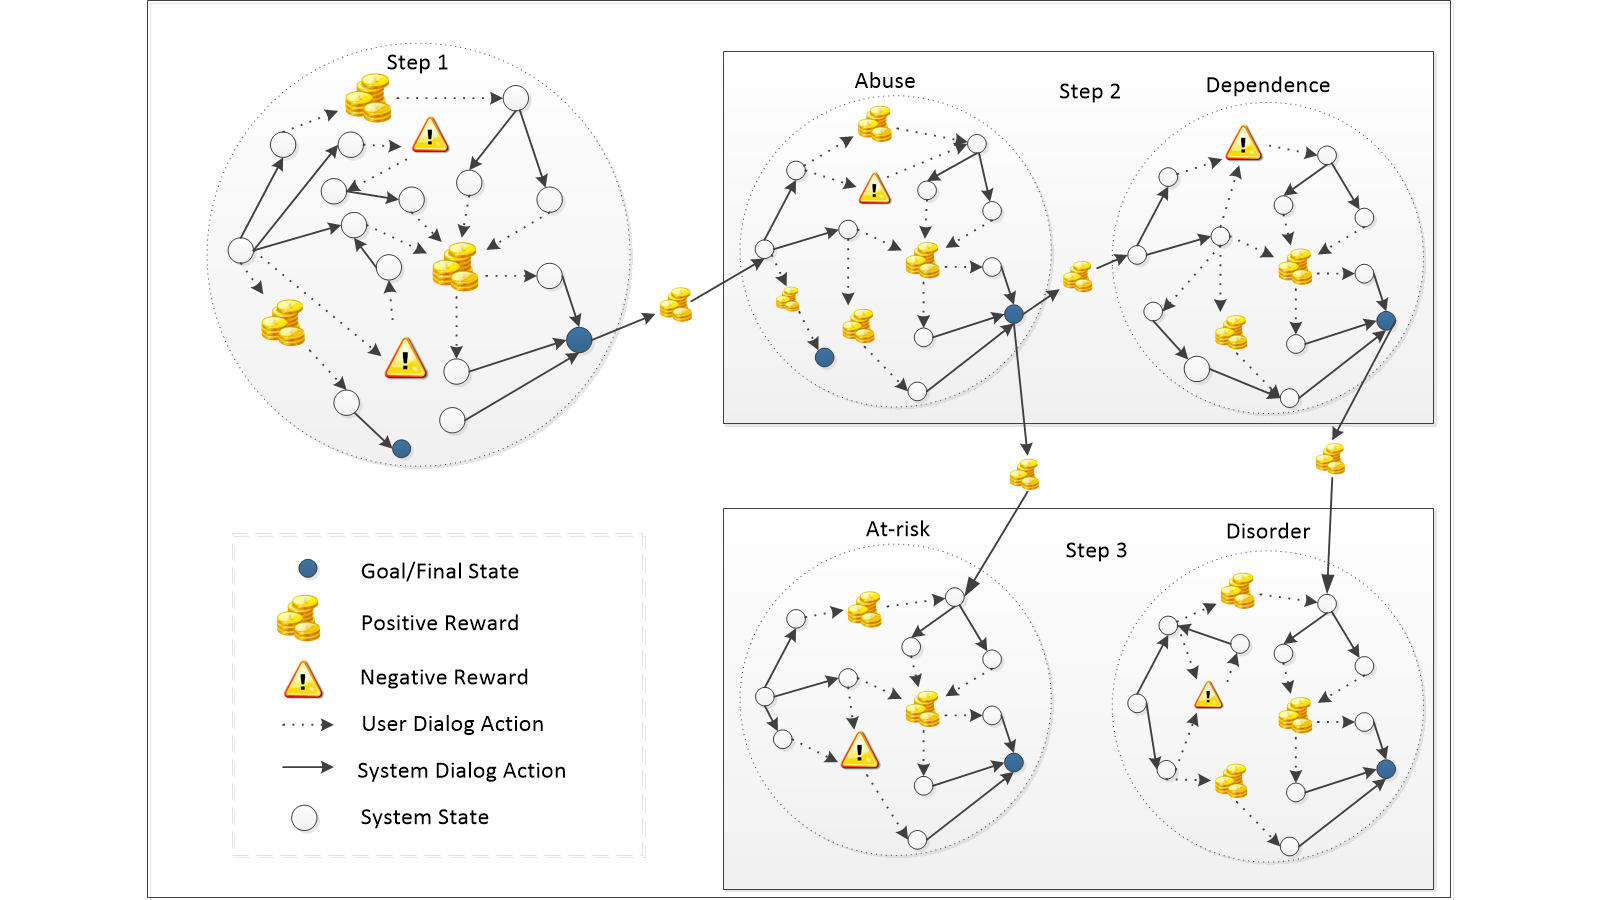 Step 1
Abuse
Step 2
Dependence
At-risk
Step 3
Disorder
Goal/Final State
Positive Reward
Negative Reward
User Dialog Action
System Dialog Action
System State